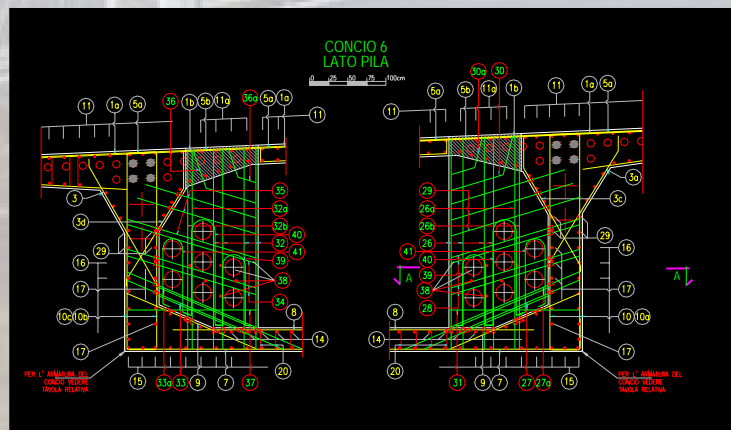 CONCIO 6
LATO PILA
0 25 50 75 100cm
36 1b 5b 11a 36a 5a 1a
11 1a 5a 11
30a 30
5a 5b 11a 1b 11 1a 5a
11
3
3d
29
16
17
10c 10b
17
35
32a
32b
40
32
41
39
38
34
8
14
20
15 33a 33 9 7 37
PER L' ARMATURA DEL
CONCIO VEDERE
TAVOLA RELATIVA
3a
3c
29
26a
26b
26
41
40
39
38
28
A
A
29
16
17
10 10a
17
8
14
20
31 9 7 27 27a 15
PER L' ARMATURA DEL
CONCIO VEDERE
TAVOLA RELATIVA